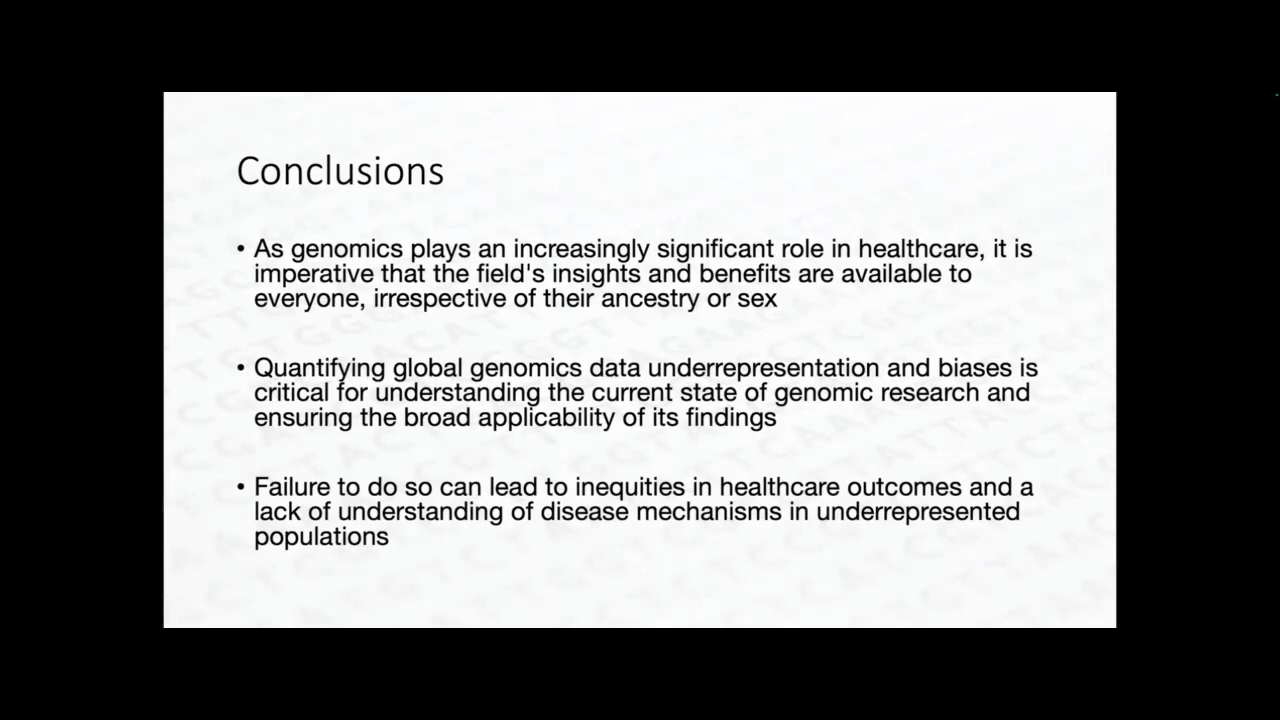 Conclusions
• As genomics plays an increasingly significant role in healthcare, it is
imperative that the field's insights and benefits are available to
everyone, irrespective of their ancestry or sex
• Quantifying global genomics data underrepresentation and biases is
critical for understanding the current state of genomic research and
ensuring the broad applicability of its findings
• Failure to do so can lead to inequities in healthcare outcomes and a
lack of understanding of disease mechanisms in underrepresented
populations